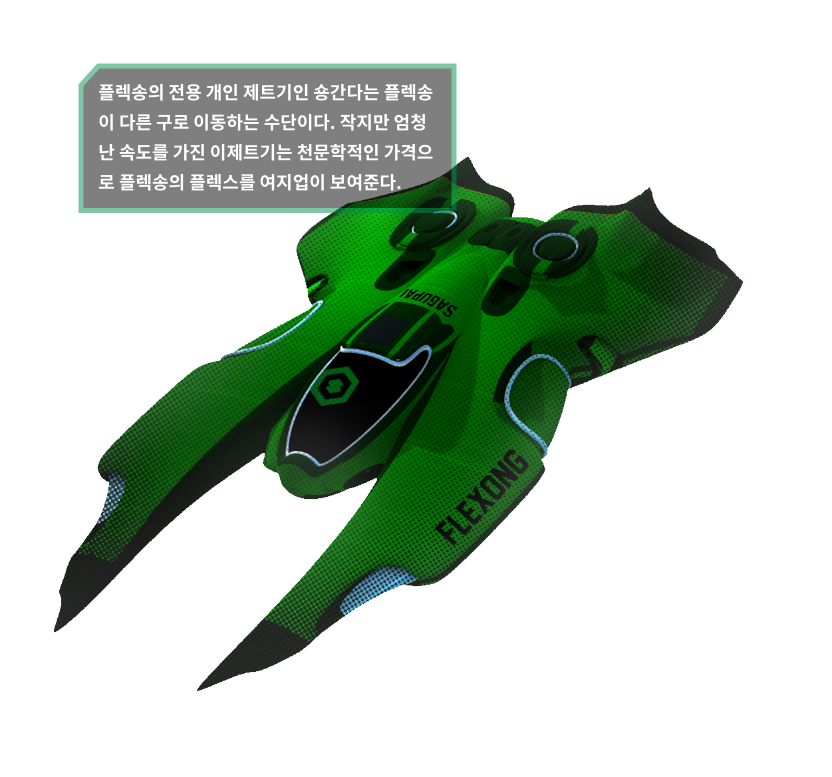 플렉송의 전용 개인 제트기인 숑간다는 플렉송
이 다른 구로 이동하는 수단이다. 작지만 엄청
난 속도를 가진 이제트기는 천문학적인 가격으
로 플렉송의 플렉스를 여지업이 보여준다.
SAGUPAI
FLEXONG